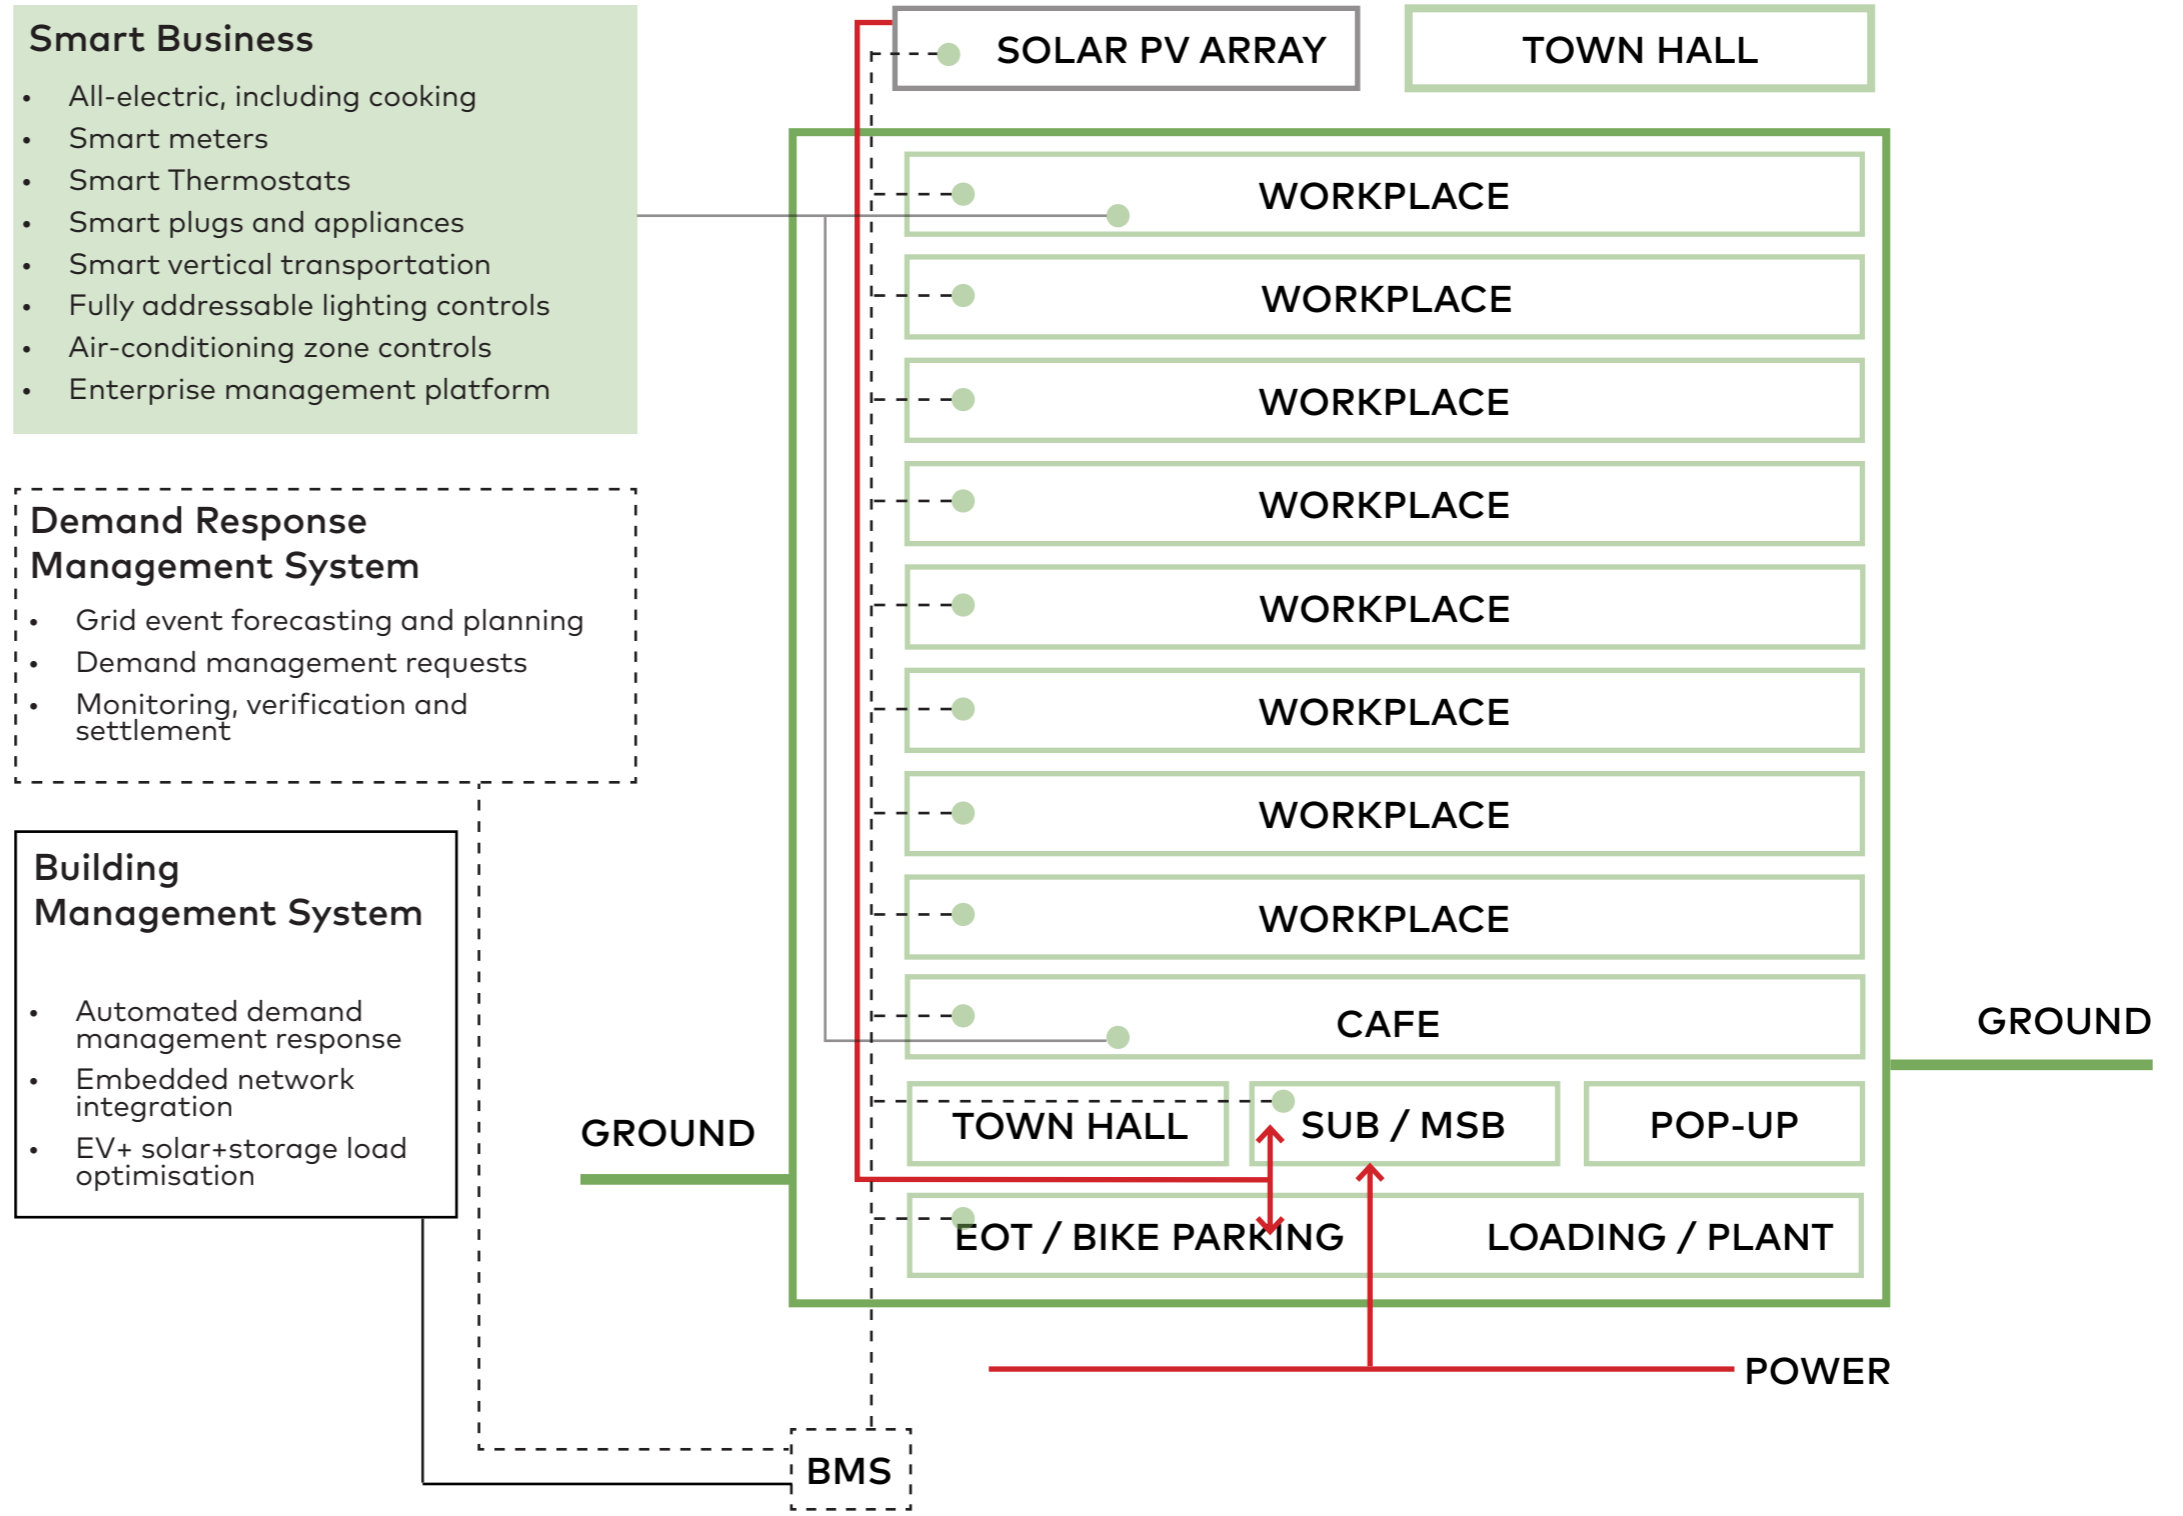 Smart Business
• All-electric, including cooking
• Smart meters
• Smart Thermostats
• Smart plugs and appliances
• Smart vertical transportation
• Fully addressable lighting controls
• Air-conditioning zone controls
• Enterprise management platform
Demand Response
Management System
• Grid event forecasting and planning
• Demand management requests
• Monitoring, verification and
settlement
Building
Management System
• Automated demand
management response
• Embedded network
integration
• EV+ solar+storage load
optimisation
SOLAR PV ARRAY
TOWN HALL
WORKPLACE
WORKPLACE
WORKPLACE
WORKPLACE
WORKPLACE
WORKPLACE
WORKPLACE
WORKPLACE
CAFE
GROUND
GROUND
TOWN HALL
SUB / MSB
POP-UP
EOT / BIKE PARKING
LOADING / PLANT
POWER
BMS